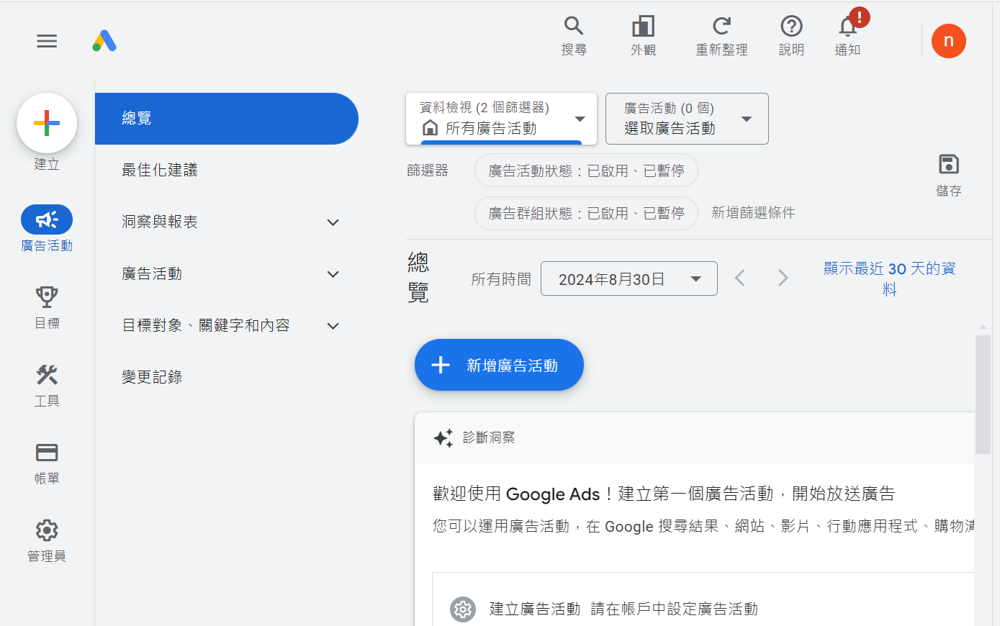 搜尋
外觀
重新整理
說明
通知
!
n
建立
廣告活動
目標
工具
帳單
管理員
總覽
最佳化建議
洞察與報表
廣告活動
目標對象、關鍵字和內容
變更記錄
資料檢視 (2 個篩選器)
所有廣告活動
廣告活動 (0 個)
選取廣告活動
篩選器
廣告活動狀態：已啟用、已暫停
廣告群組狀態：已啟用、已暫停
新增篩選條件
儲存
總
覽
所有時間
2024年8月30日
顯示最近 30 天的資
料
新增廣告活動
診斷洞察
歡迎使用 Google Ads！建立第一個廣告活動，開始放送廣告
您可以運用廣告活動，在 Google 搜尋結果、網站、影片、行動應用程式、購物清
建立廣告活動 請在帳戶中設定廣告活動